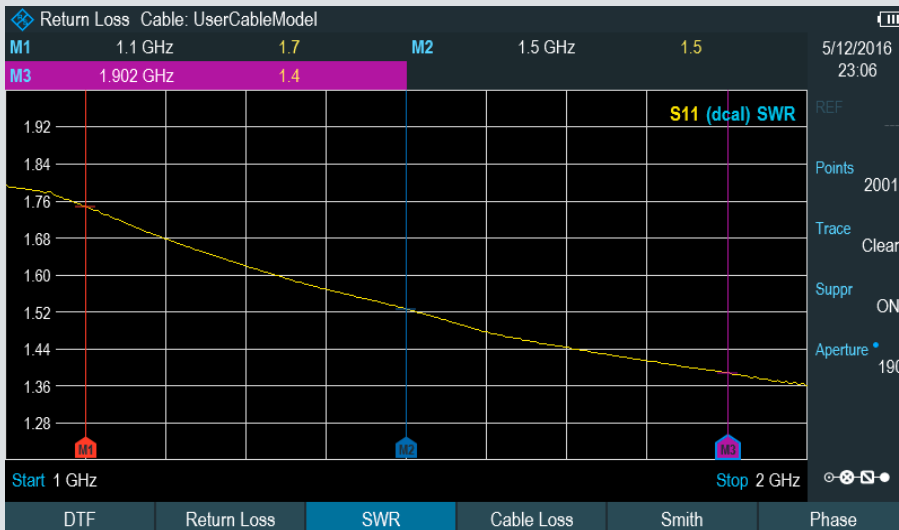 Return Loss Cable: UserCableModel
M1 1.1 GHz 1.7 M2 1.5 GHz 1.5
5/12/2016
M3 1.902 GHz 1.4
23:06
S11 (dcal) SWR
REF
1.92
1.84
1.76
1.68
1.60
1.52
1.44
1.36
1.28
Points
2001
Trace
Clear
Suppr
ON
Aperture
190
M1 M2 M3
Start 1 GHz Stop 2 GHz
DTF Return Loss SWR Cable Loss Smith Phase